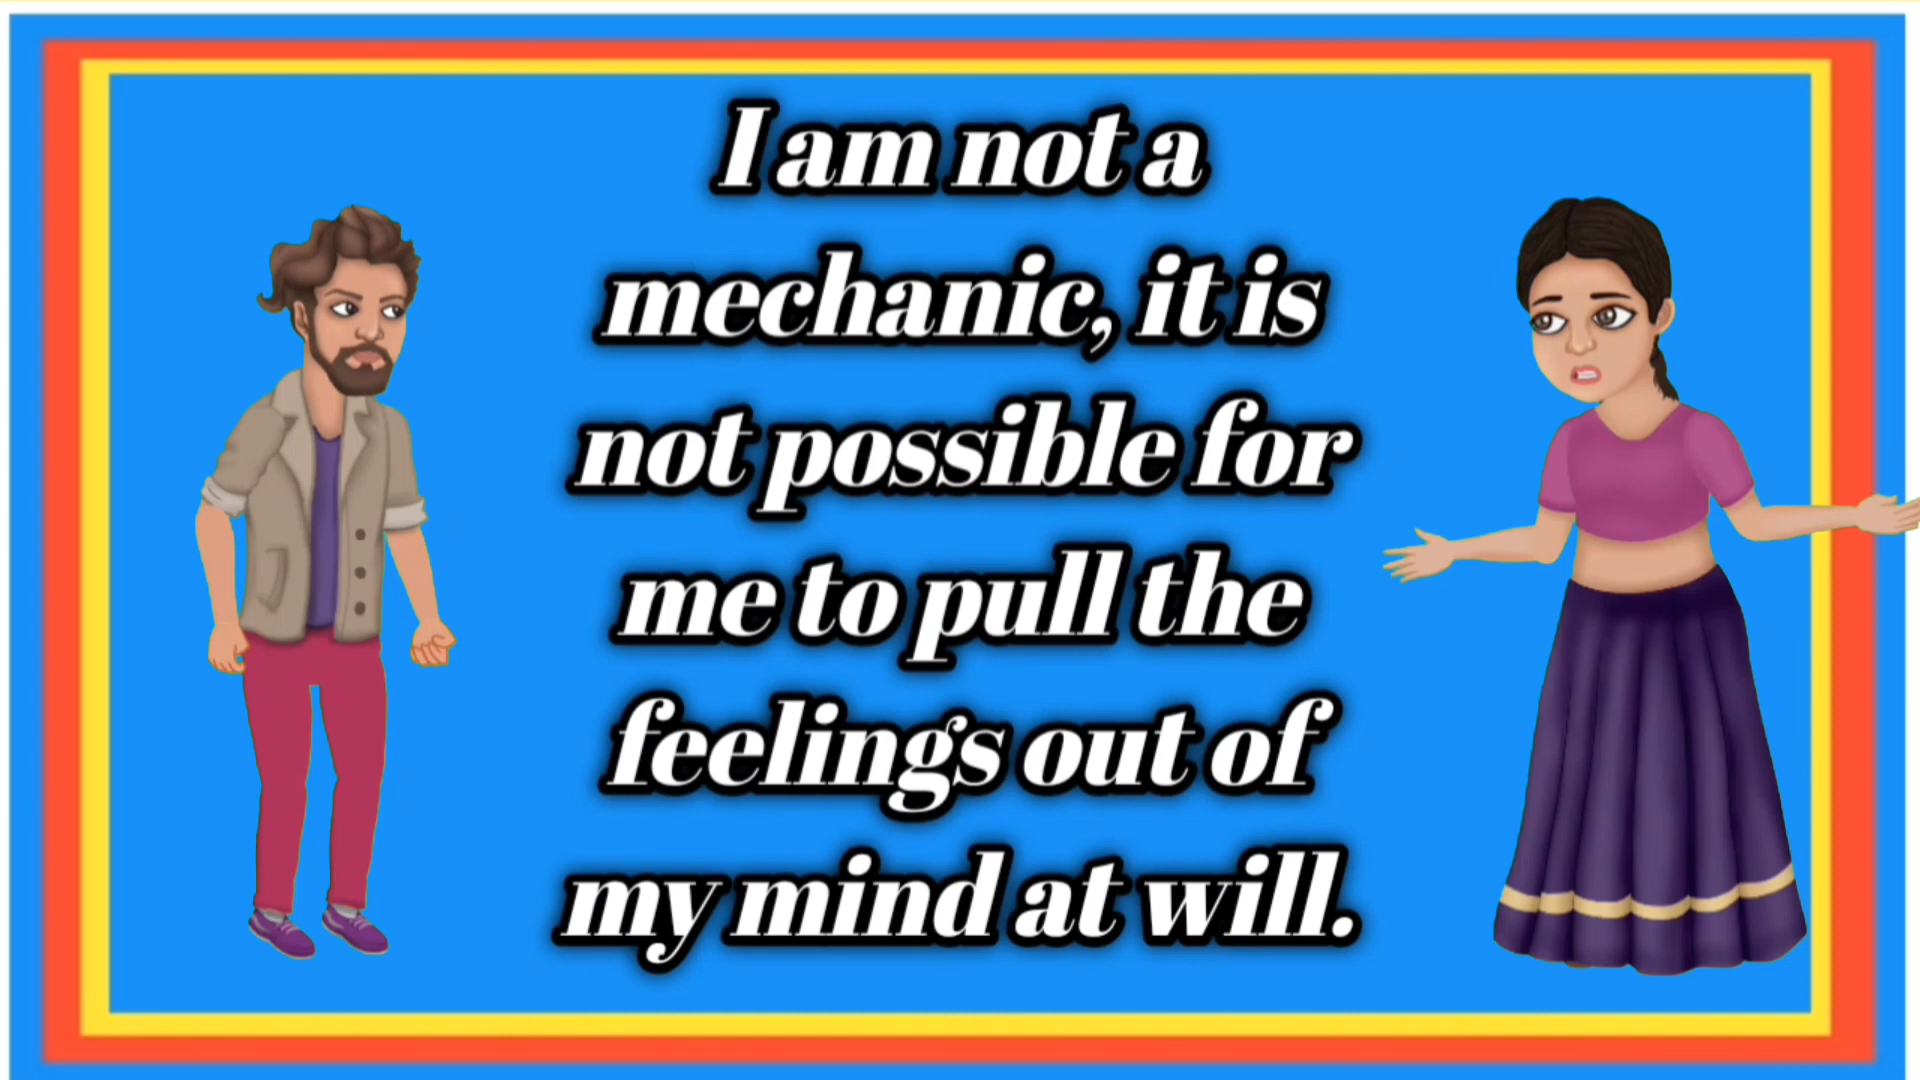 I am not a
mechanic, it is
not possible for
me to pull the
feelings out of
my mind at will.